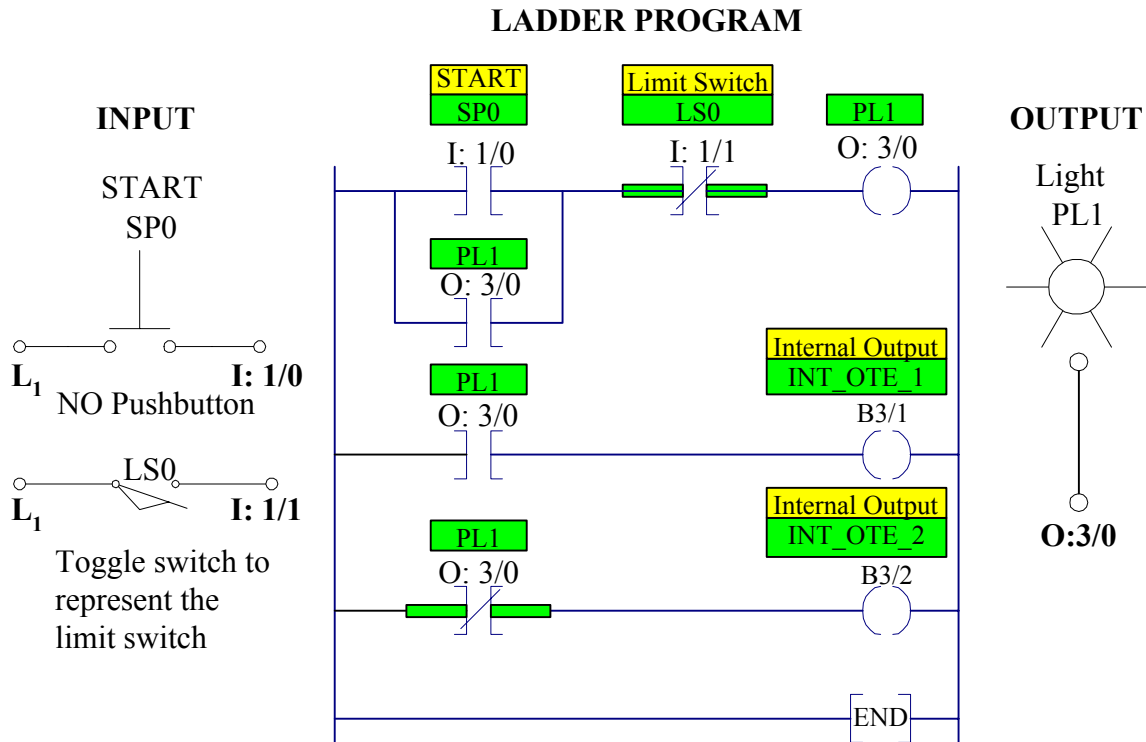 LADDER PROGRAM
INPUT
START
SP0
L1
I: 1/0
NO Pushbutton
LS0
L1
I: 1/1
Toggle switch to
represent the
limit switch
START
SP0
I: 1/0
Limit Switch
LS0
I: 1/1
PL1
O: 3/0
PL1
O: 3/0
PL1
O: 3/0
Internal Output
INT_OTE_1
B3/1
PL1
O: 3/0
Internal Output
INT_OTE_2
B3/2
END
OUTPUT
Light
PL1
O:3/0